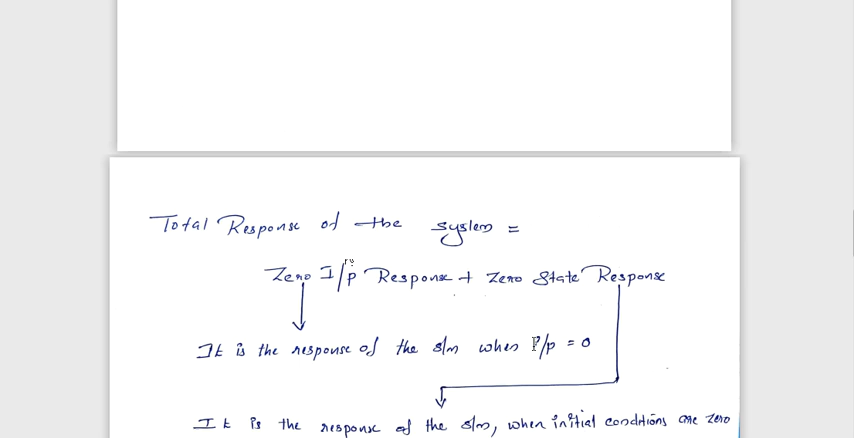 Total Response of the system =
Zero I/p Response + Zero State Response
It is the response of the s/m when I/p = 0
It is the response of the s/m, when initial conditions are zero